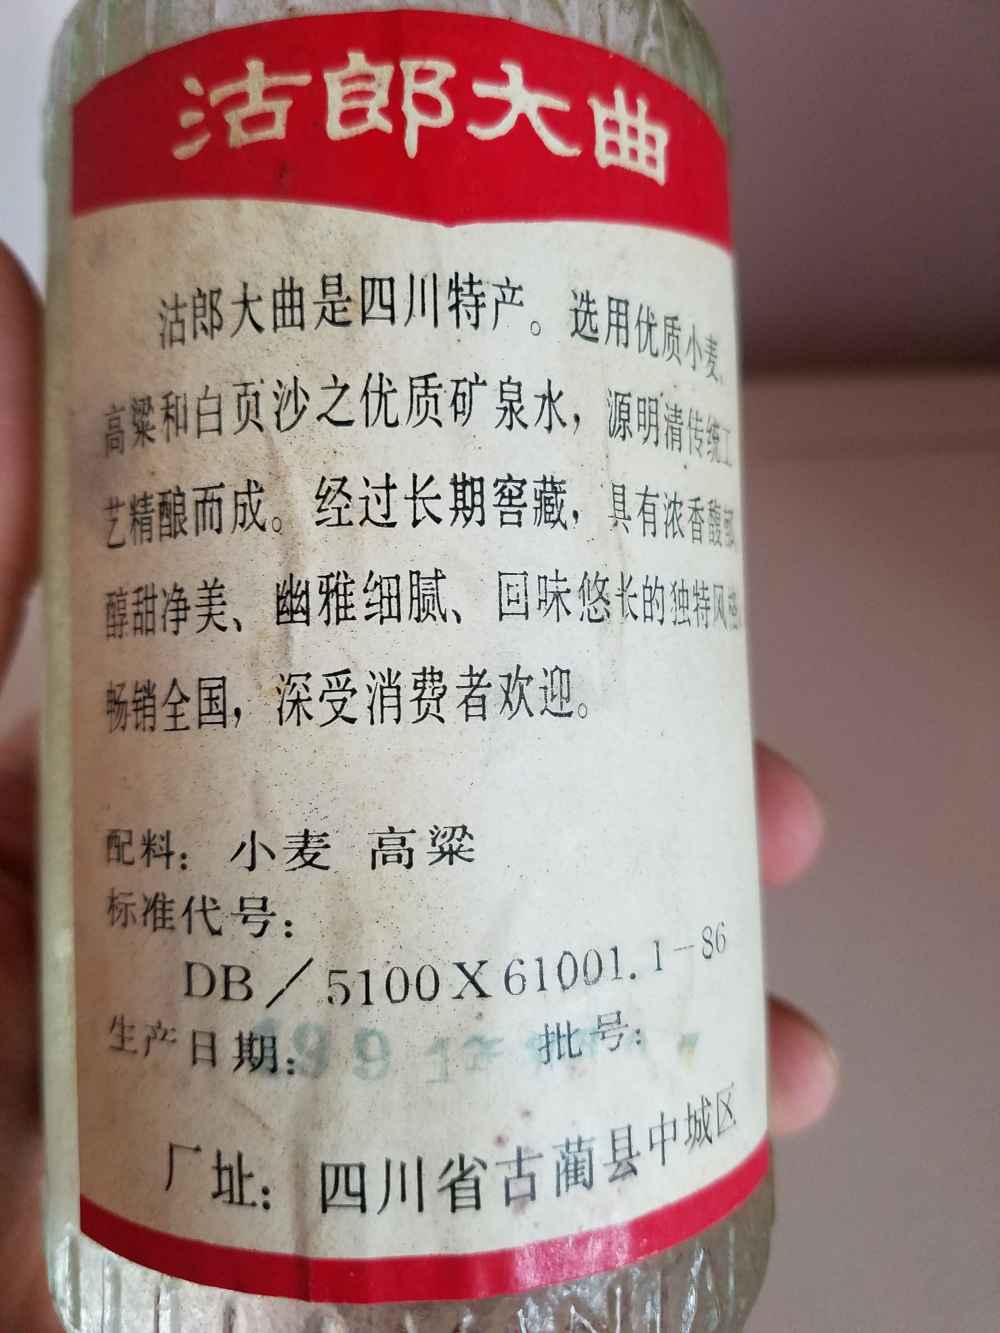 沽郎大曲
沽郎大曲是四川特产。选用优质小麦、
高粱和白页沙之优质矿泉水，源明清传统工
艺精酿而成。经过长期窖藏，具有浓香馥郁、
醇甜净美、幽雅细腻、回味悠长的独特风格。
畅销全国，深受消费者欢迎。
配料：小麦 高粱
标准代号：
DB／5100X61001.1－86
生产日期：1991 批号：
厂址：四川省古蔺县中城区